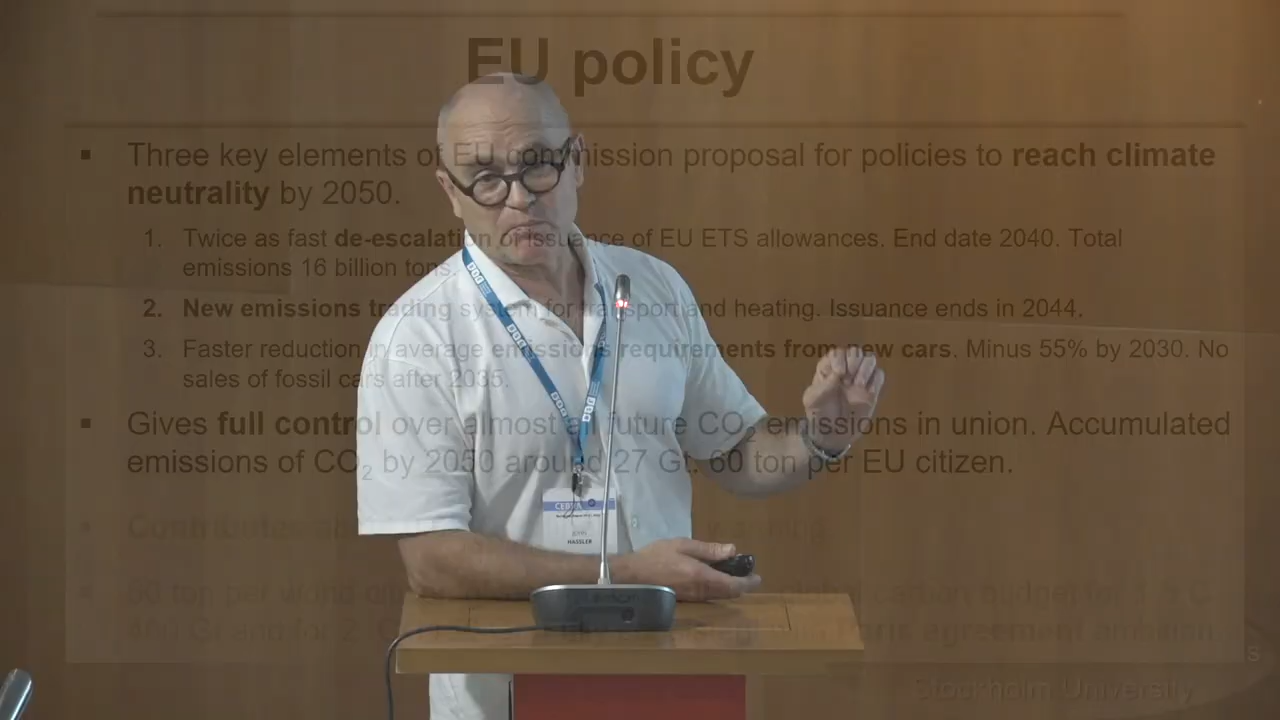 EU policy
Three key elements of EU commission proposal for policies to reach climate
neutrality by 2050.
1. Twice as fast de-escalation of issuance of EU ETS allowances. End date 2040. Total
emissions 16 billion tons.
2. New emissions trading system for transport and heating. Issuance ends in 2044.
3. Faster reduction in average emissions requirements from new cars. Minus 55% by 2030. No
sales of fossil cars after 2035.
Gives full control over almost all future CO2 emissions in union. Accumulated
emissions of CO2 by 2050 around 27 Gt. 60 ton per EU citizen.
HASSLER
Stockholm University